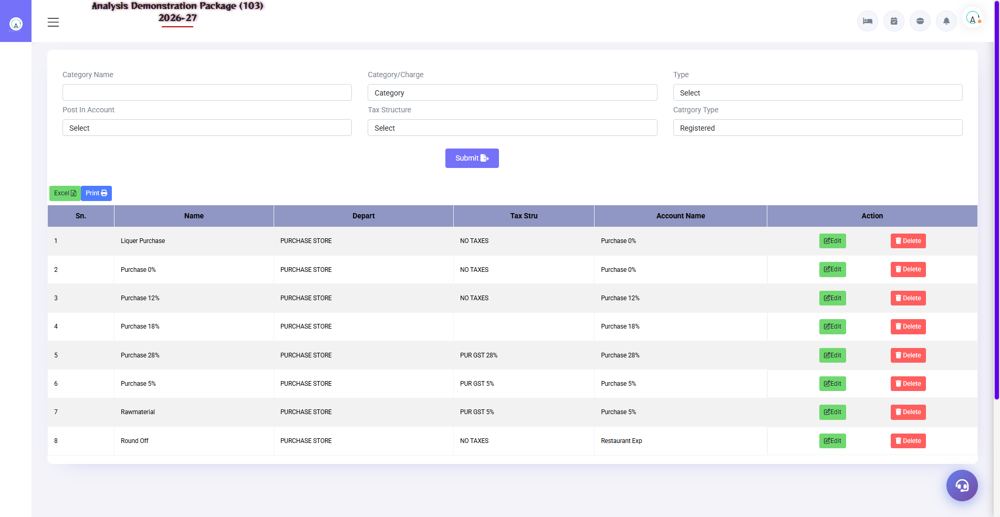 Analysis Demonstration Package (103)
2026-27
A
A
Category Name
Category/Charge
Type
Category
Select
Post In Account
Tax Structure
Catrgory Type
Select
Select
Registered
Submit
Excel Print
Sn. Name Depart Tax Stru Account Name Action
1 Liquer Purchase PURCHASE STORE NO TAXES Purchase 0% Edit Delete
2 Purchase 0% PURCHASE STORE NO TAXES Purchase 0% Edit Delete
3 Purchase 12% PURCHASE STORE NO TAXES Purchase 12% Edit Delete
4 Purchase 18% PURCHASE STORE Purchase 18% Edit Delete
5 Purchase 28% PURCHASE STORE PUR GST 28% Purchase 28% Edit Delete
6 Purchase 5% PURCHASE STORE PUR GST 5% Purchase 5% Edit Delete
7 Rawmaterial PURCHASE STORE PUR GST 5% Purchase 5% Edit Delete
8 Round Off PURCHASE STORE NO TAXES Restaurant Exp Edit Delete